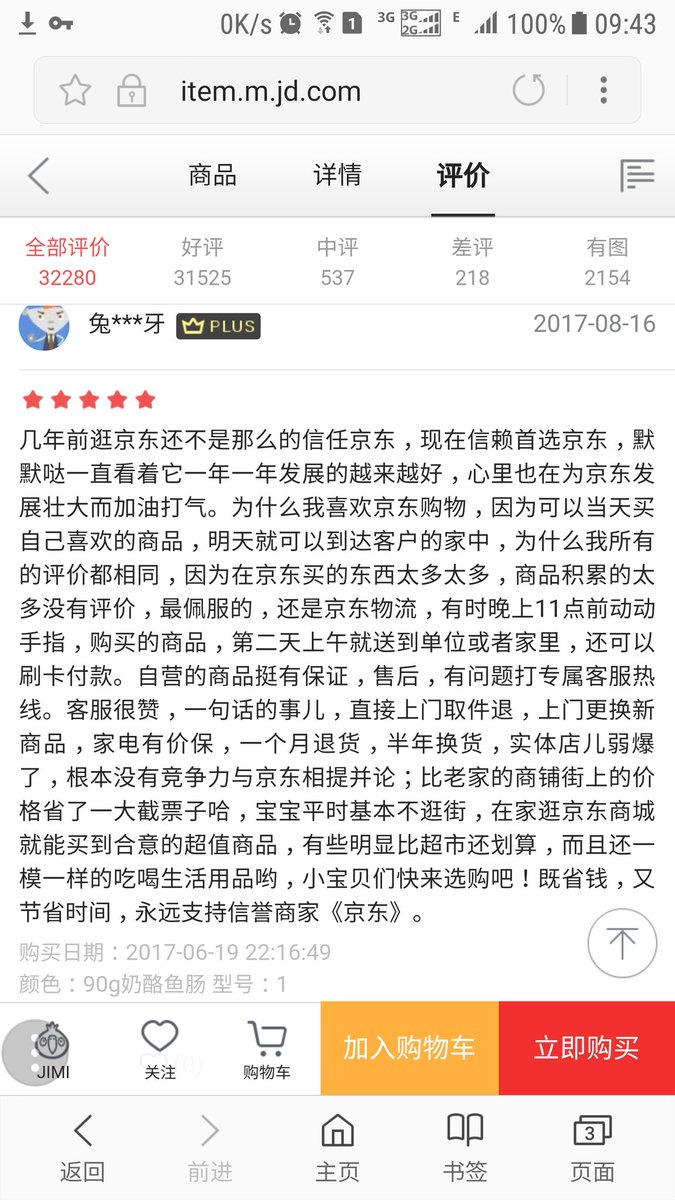 0K/s 1 3G 3G 2G E 100% 09:43
item.m.jd.com
商品 详情 评价
全部评价 好评 中评 差评 有图
32280 31525 537 218 2154
兔***牙 PLUS 2017-08-16
几年前逛京东还不是那么的信任京东，现在信赖首选京东，默
默哒一直看着它一年一年发展的越来越好，心里也在为京东发
展壮大而加油打气。为什么我喜欢京东购物，因为可以当天买
自己喜欢的商品，明天就可以到达客户的家中，为什么我所有
的评价都相同，因为在京东买的东西太多太多，商品积累的太
多没有评价，最佩服的，还是京东物流，有时晚上11点前动动
手指，购买的商品，第二天上午就送到单位或者家里，还可以
刷卡付款。自营的商品挺有保证，售后，有问题打专属客服热
线。客服很赞，一句话的事儿，直接上门取件退，上门更换新
商品，家电有价保，一个月退货，半年换货，实体店儿弱爆
了，根本没有竞争力与京东相提并论；比老家的商铺街上的价
格省了一大截票子哈，宝宝平时基本不逛街，在家逛京东商城
就能买到合意的超值商品，有些明显比超市还划算，而且还一
模一样的吃喝生活用品哟，小宝贝们快来选购吧！既省钱，又
节省时间，永远支持信誉商家《京东》。
购买日期：2017-06-19 22:16:49
颜色：90g奶酪鱼肠 型号：1
JIMI 关注 (0) 购物车 加入购物车 立即购买
3
返回 前进 主页 书签 页面